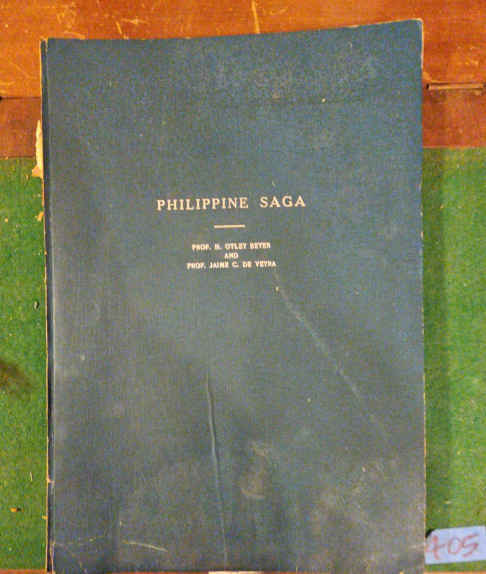 PHILIPPINE SAGA
PROF. H. OTLEY BEYER
AND
PROF. JAIME C. DE VEYRA
405